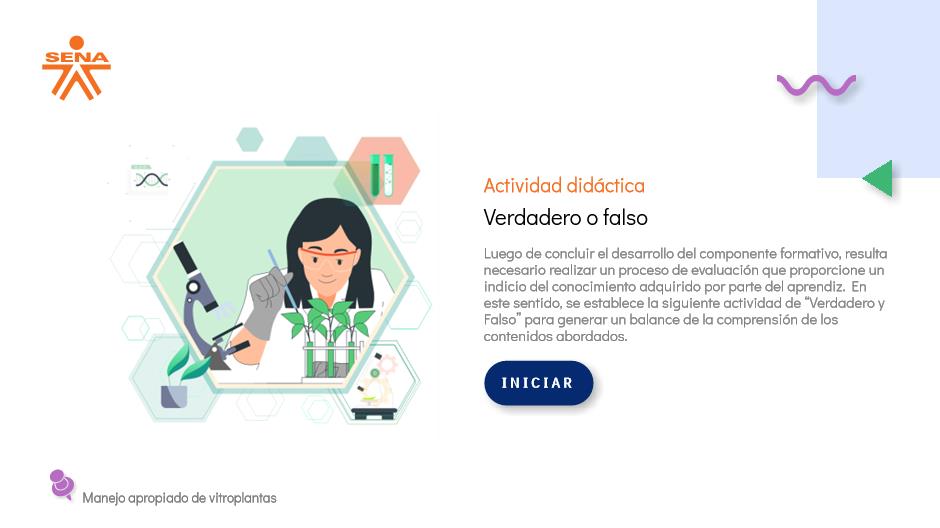 SENA
Actividad didáctica
Verdadero o falso
Luego de concluir el desarrollo del componente formativo, resulta
necesario realizar un proceso de evaluación que proporcione un
indicio del conocimiento adquirido por parte del aprendiz. En
este sentido, se establece la siguiente actividad de “Verdadero y
Falso” para generar un balance de la comprensión de los
contenidos abordados.
INICIAR
Manejo apropiado de vitroplantas